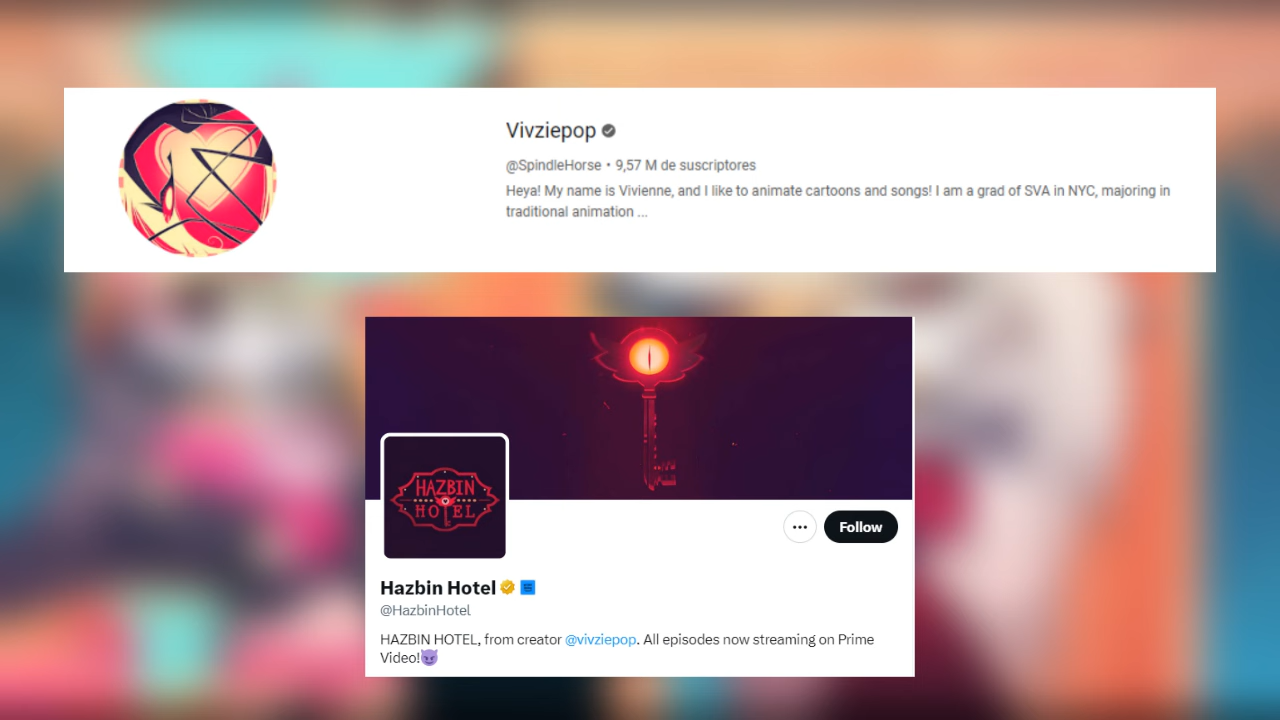 Vivziepop
@SpindleHorse • 9,57 M de suscriptores
Heya! My name is Vivienne, and I like to animate cartoons and songs! I am a grad of SVA in NYC, majoring in
traditional animation ...
HAZBIN
HOTEL
Follow
Hazbin Hotel
@HazbinHotel
HAZBIN HOTEL, from creator @vivziepop. All episodes now streaming on Prime
Video!😈